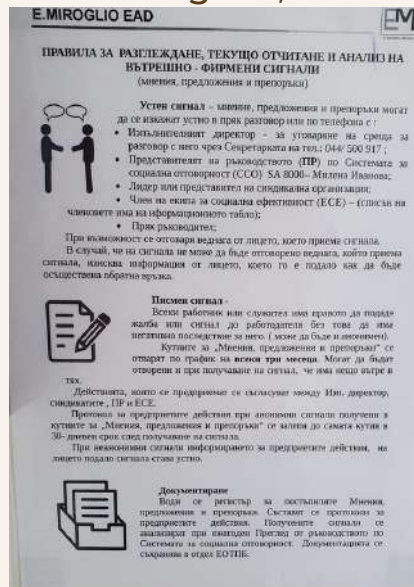 E.MIROGLIO EAD
EM
ПРАВИЛА ЗА РАЗГЛЕЖДАНЕ, ТЕКУЩО ОТЧИТАНЕ И АНАЛИЗ НА
ВЪТРЕШНО - ФИРМЕНИ СИГНАЛИ
(мнения, предложения и препоръки)
Устен сигнал – мнение, предложения и препоръки могат
да се изкажат устно в пряк разговор или по телефона с :
• Изпълнителният директор - за уговаряне на среща за
разговор с него чрез Секретарката на тел.: 044/ 500 917 ;
• Представителят на ръководството (ПР) по Системата за
социална отговорност (ССО) SA 8000– Милена Иванова;
• Лидер или представител на синдикална организация;
• Член на екипа за социална ефективност (ЕСЕ) – (списък на
членовете има на информационното табло);
• Пряк ръководител;
При възможност се отговаря веднага от лицето, което приема сигнала.
В случай, че на сигнала не може да бъде отговорено веднага, който приема
сигнала, изисква информация от лицето, което го е подало как да бъде
осъществена обратна връзка.
Писмен сигнал -
Всеки работник или служител има правото да подаде
жалба или сигнал до работодателя без това да има
негативно последствие за него. ( може да бъде и анонимен).
Кутиите за „Мнения, предложения и препоръки" се
отварят по график на всеки три месеца. Могат да бъдат
отворени и при получаване на сигнал, че има нещо вътре в
тях.
Действията, които се предприемат се съгласуват между Изп. директор,
синдикатите , ПР и ЕСЕ.
Протокол за предприетите действия при анонимни сигнали получени в
кутиите за „Мнения, предложения и препоръки" се залепя до самата кутия в
30- дневен срок след получаване на сигнала.
При неанонимни сигнали информирането за предприетите действия, на
лицето подало сигнала става устно.
Документиране
Води се регистър за постъпилите Мнения,
предложения и препоръки. Съставят се протоколи за
предприетите действия. Получените сигнали се
анализират при ежегоден Преглед от ръководството по
Системата за социална отговорност. Документацията се
съхранява в отдел ЕОТПБ.